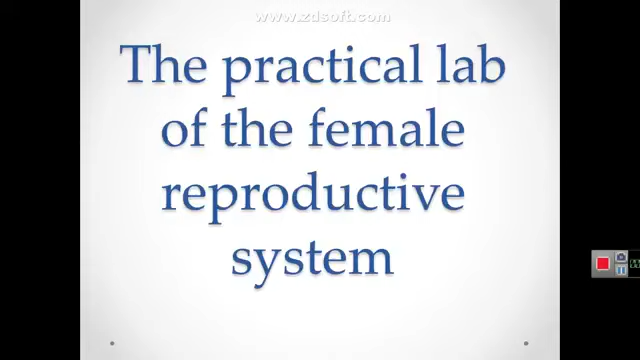 www.zdsoft.com
The practical lab
of the female
reproductive
system